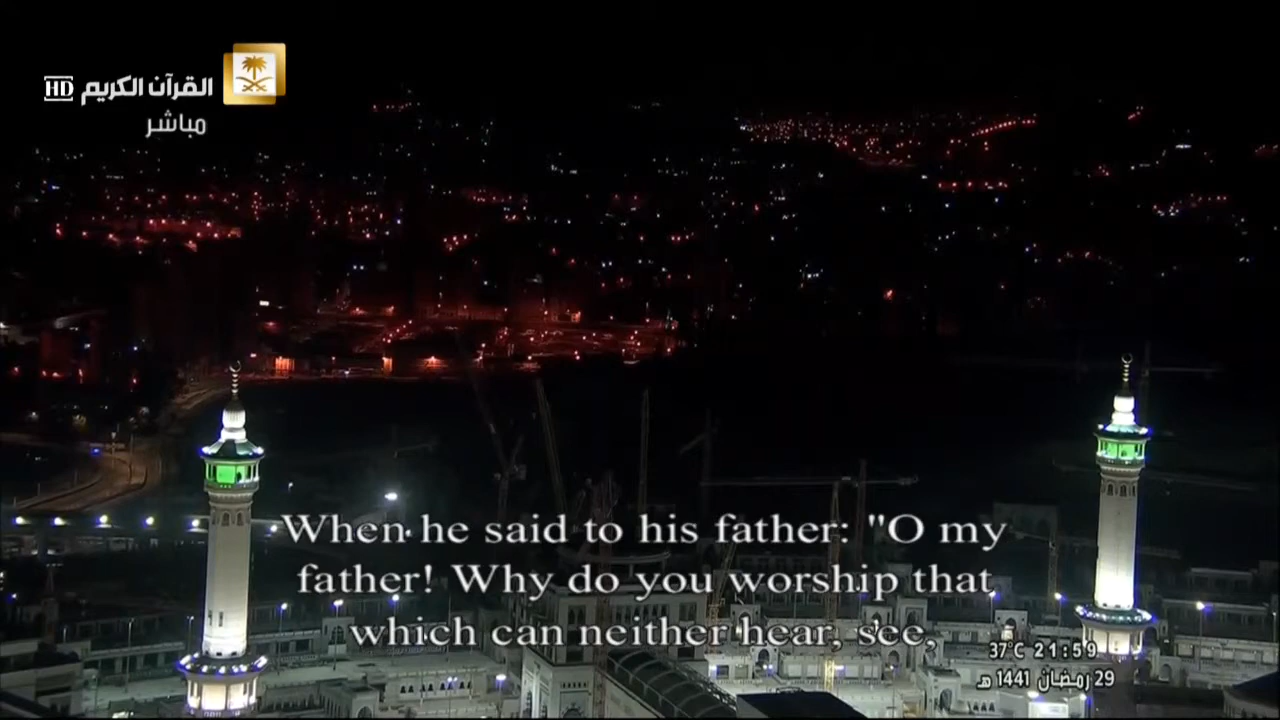 HD القرآن الكريم
مباشر
When he said to his father: "O my
father! Why do you worship that
which can neither hear, see,
37°C 21:59
29 رمضان 1441 هـ